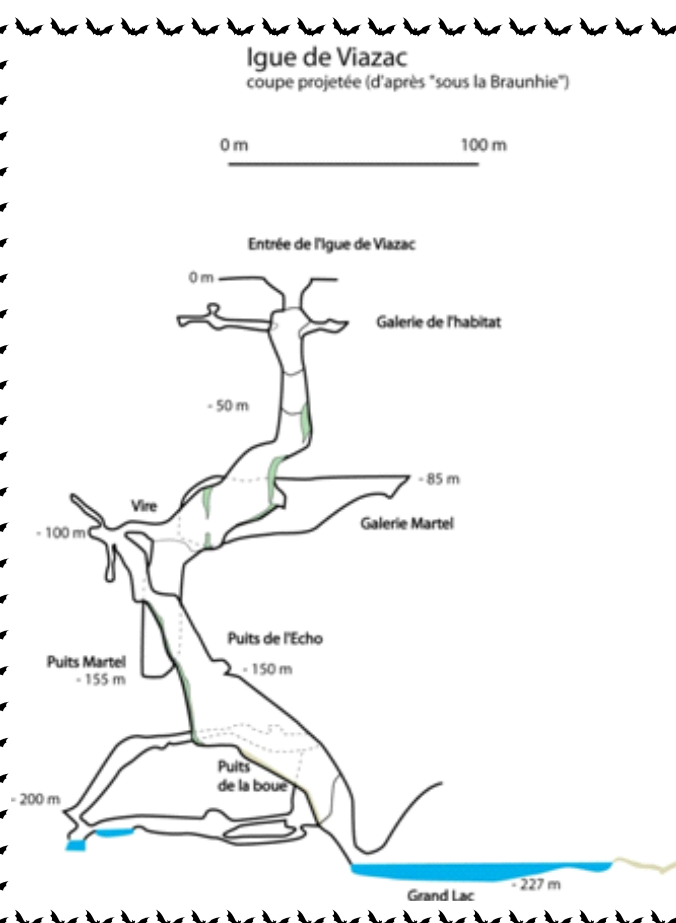 Igue de Viazac
coupe projetée (d'après "sous la Braunhie")
0 m 100 m
Entrée de l'Igue de Viazac
0 m
Galerie de l'habitat
- 50 m
- 85 m
Vire
Galerie Martel
- 100 m
Puits de l'Echo
Puits Martel
- 150 m
- 155 m
Puits
de la boue
- 200 m
- 227 m
Grand Lac